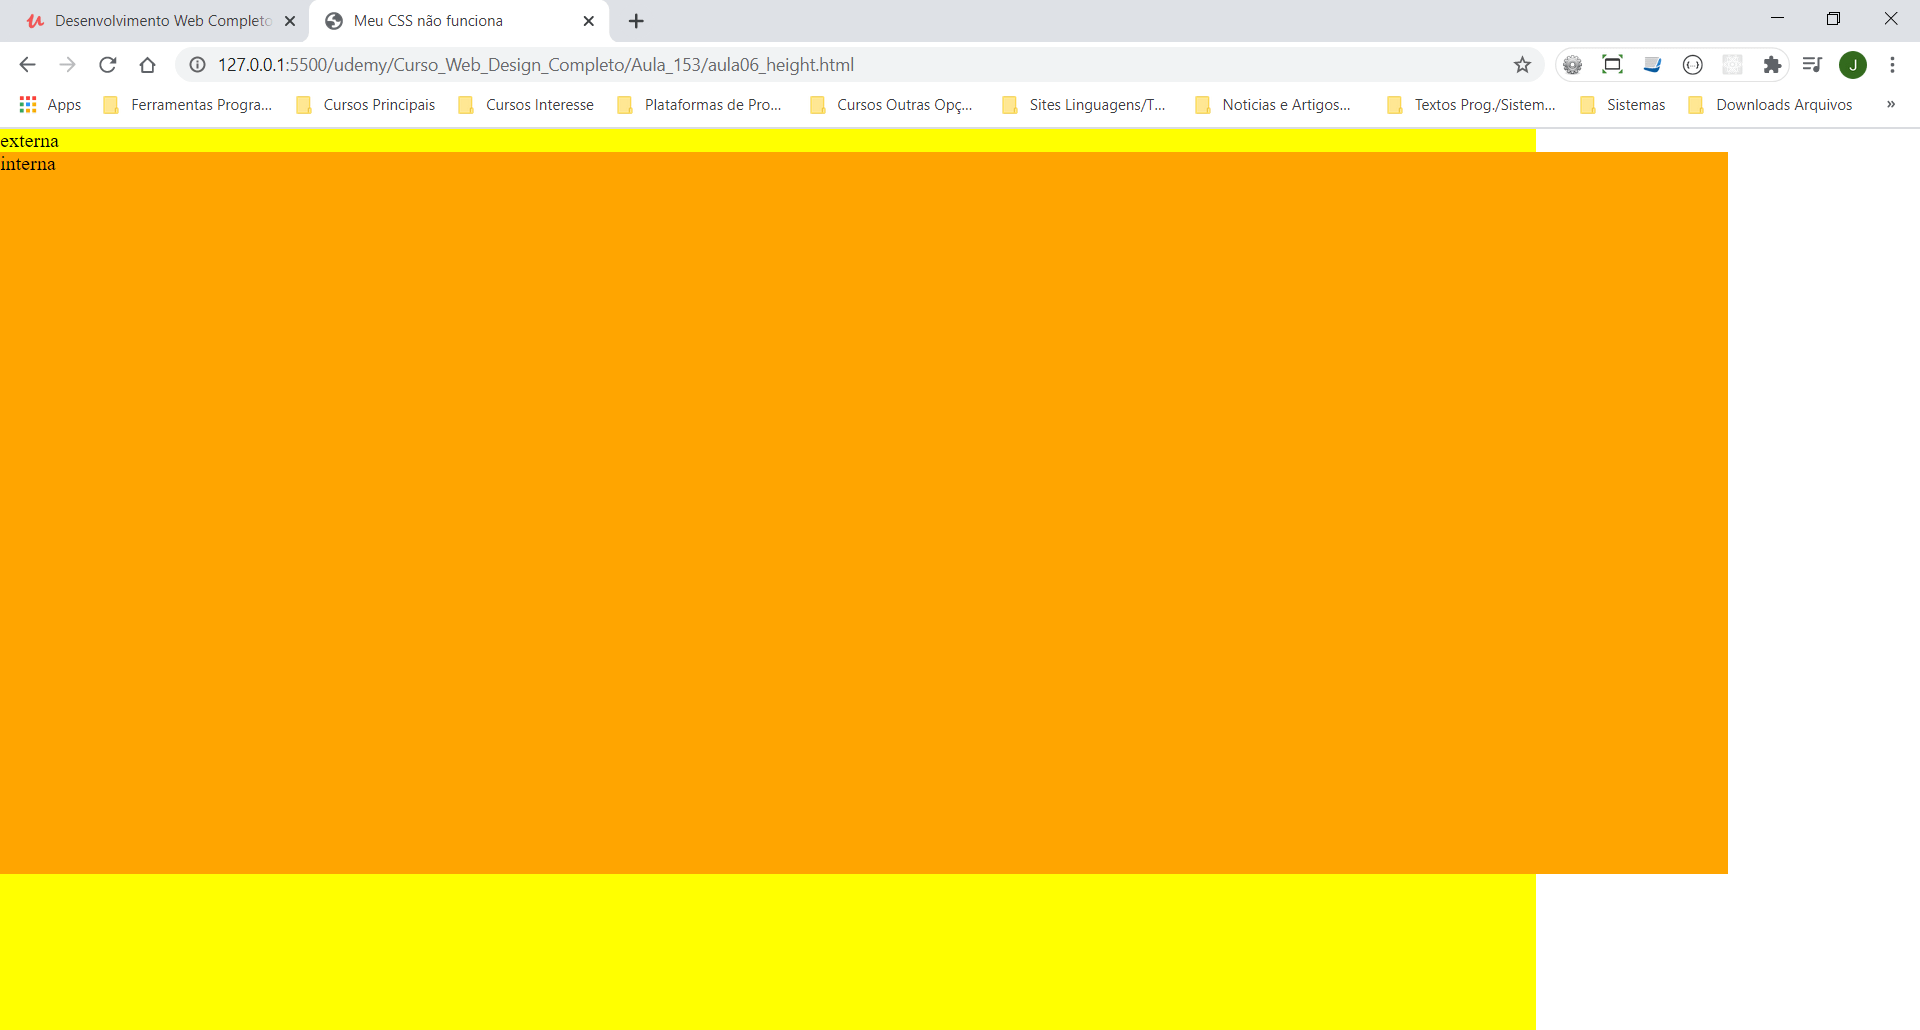 Desenvolvimento Web Completo
Meu CSS não funciona
127.0.0.1:5500/udemy/Curso_Web_Design_Completo/Aula_153/aula06_height.html
J
Apps
Ferramentas Progra...
Cursos Principais
Cursos Interesse
Plataformas de Pro...
Cursos Outras Opç...
Sites Linguagens/T...
Noticias e Artigos...
Textos Prog./Sistem...
Sistemas
Downloads Arquivos
»
externa
interna